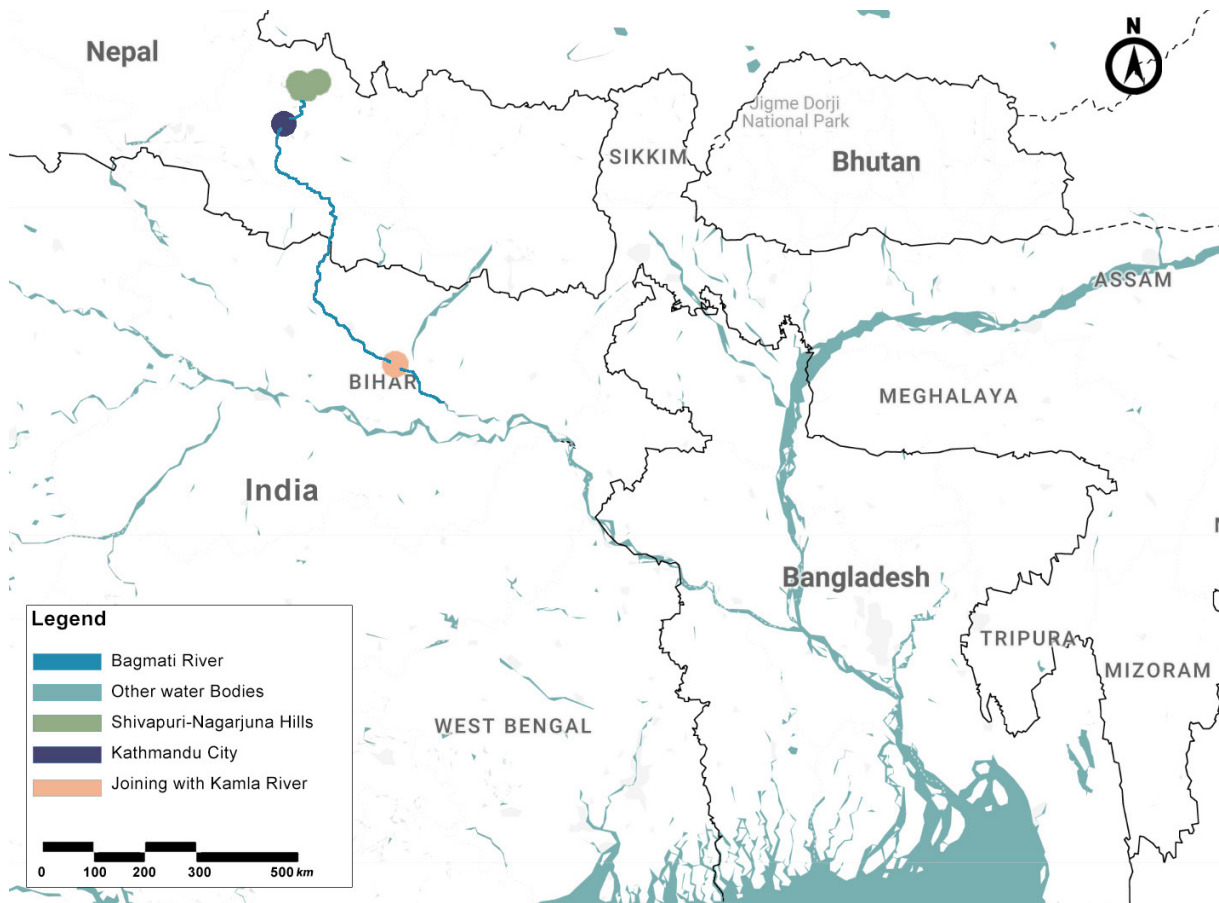 N
Nepal
Jigme Dorji
National Park
SIKKIM
Bhutan
ASSAM
BIHAR
MEGHALAYA
India
N
Bangladesh
TRIPURA
MIZORAM
WEST BENGAL
Legend
Bagmati River
Other water Bodies
Shivapuri-Nagarjuna Hills
Kathmandu City
Joining with Kamla River
0 100 200 300 500 km